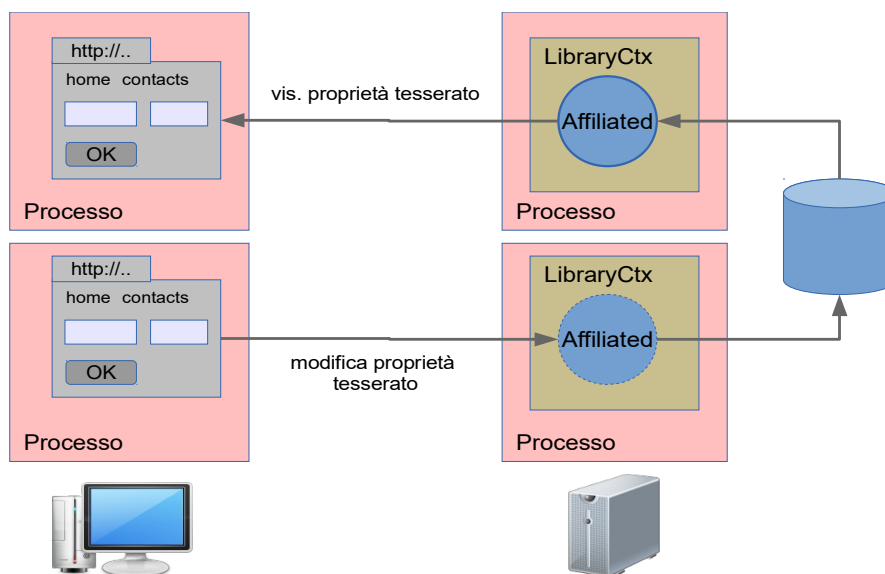 http://..
home contacts
OK
Processo
vis. proprietà tesserato
LibraryCtx
Affiliated
Processo
http://..
home contacts
OK
Processo
modifica proprietà
tesserato
LibraryCtx
Affiliated
Processo